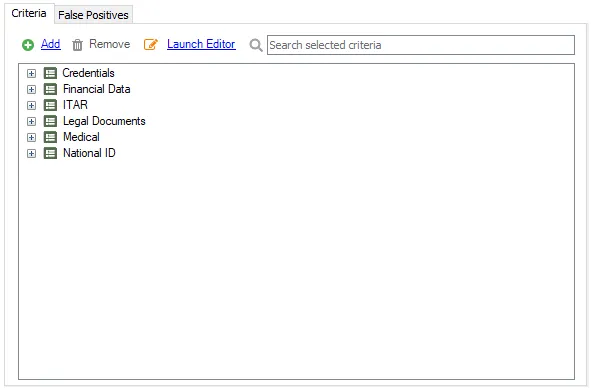 Criteria False Positives
Add Remove Launch Editor Search selected criteria
Credentials
Financial Data
ITAR
Legal Documents
Medical
National ID